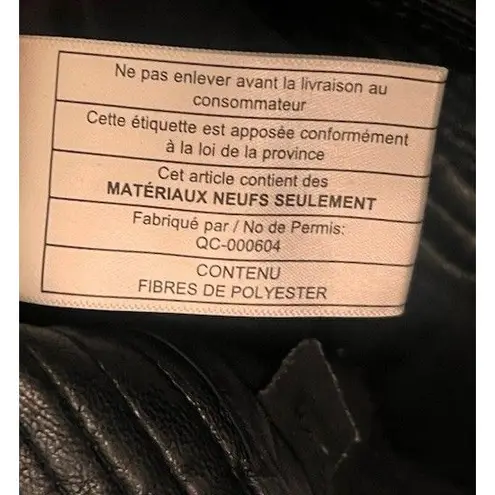 Ne pas enlever avant la livraison au
consommateur
Cette étiquette est apposée conformément
à la loi de la province
Cet article contient des
MATÉRIAUX NEUFS SEULEMENT
Fabriqué par / No de Permis:
QC-000604
CONTENU
FIBRES DE POLYESTER